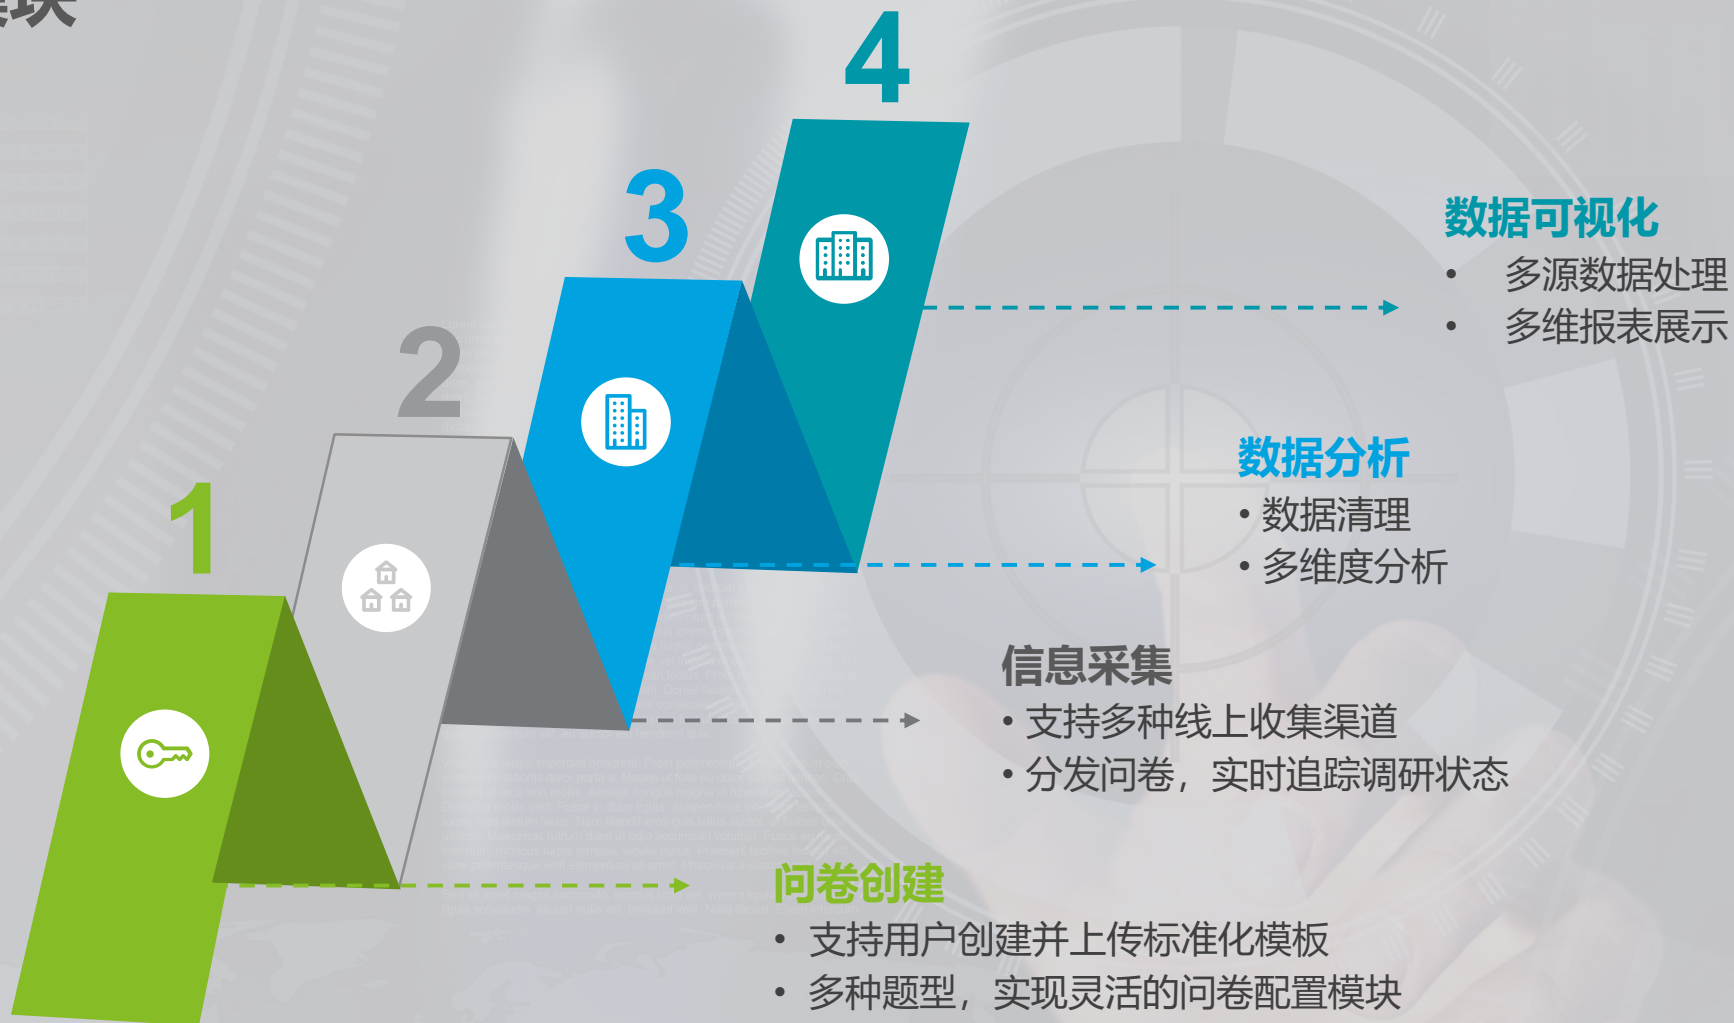 块
4
3
2
1
数据可视化
• 多源数据处理
• 多维报表展示
数据分析
• 数据清理
• 多维度分析
信息采集
• 支持多种线上收集渠道
• 分发问卷，实时追踪调研状态
问卷创建
• 支持用户创建并上传标准化模板
• 多种题型，实现灵活的问卷配置模块